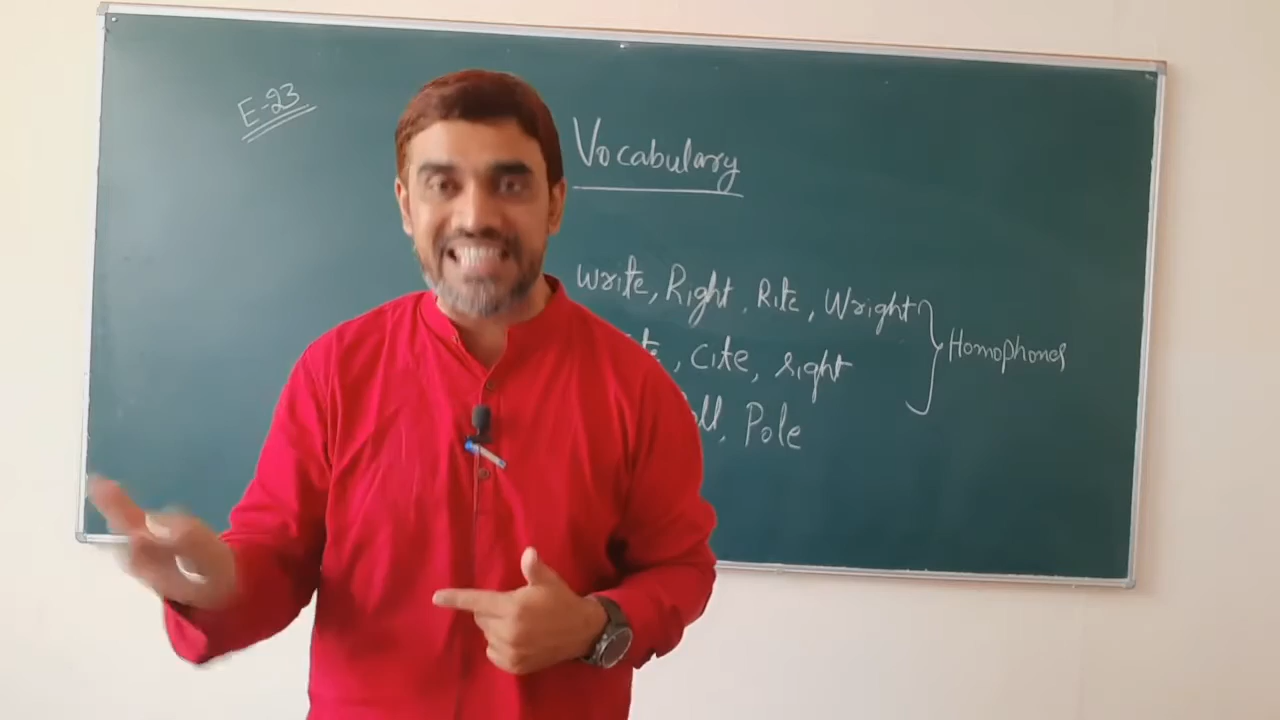 E-23
Vocabulary
Write, Right, Rite, Wright
Homophones
, Cite, sight
, Pole